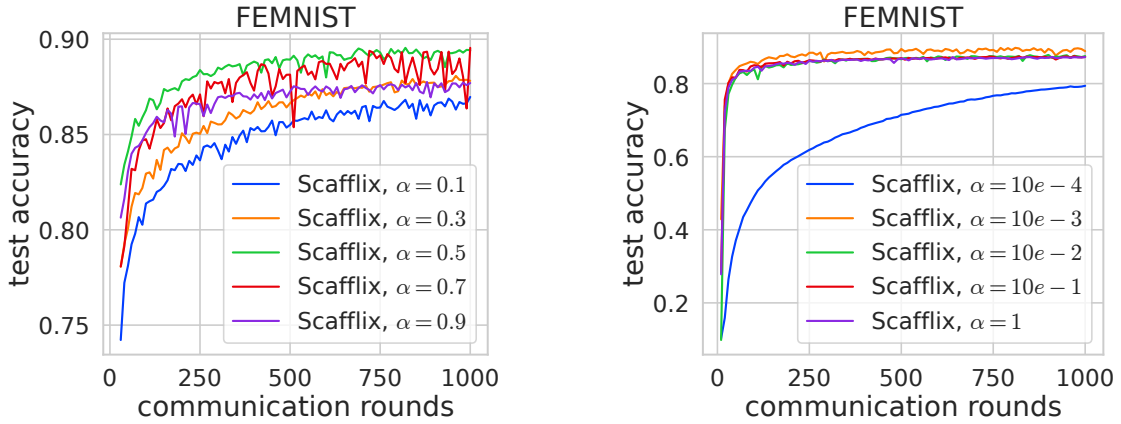 FEMNIST
0.90
0.85
0.80
0.75
test accuracy
Scafflix, α = 0.1
Scafflix, α = 0.3
Scafflix, α = 0.5
Scafflix, α = 0.7
Scafflix, α = 0.9
0 250 500 750 1000
communication rounds
FEMNIST
0.8
0.6
0.4
0.2
test accuracy
Scafflix, α = 10e − 4
Scafflix, α = 10e − 3
Scafflix, α = 10e − 2
Scafflix, α = 10e − 1
Scafflix, α = 1
0 250 500 750 1000
communication rounds